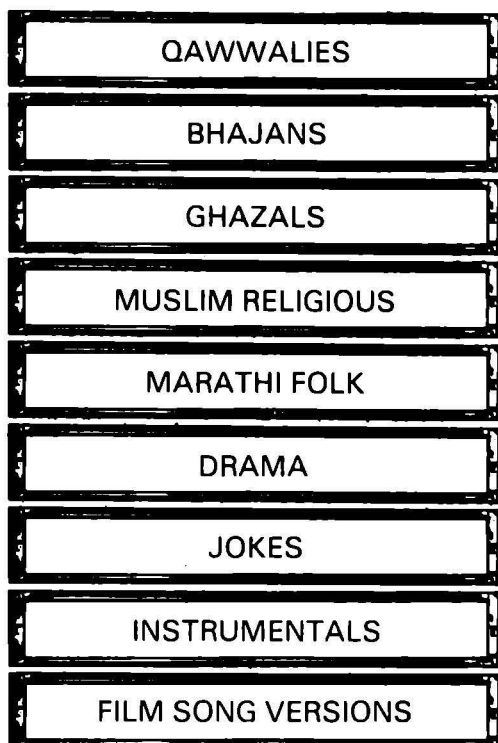 QAWWALIES
BHAJANS
GHAZALS
MUSLIM RELIGIOUS
MARATHI FOLK
DRAMA
JOKES
INSTRUMENTALS
FILM SONG VERSIONS